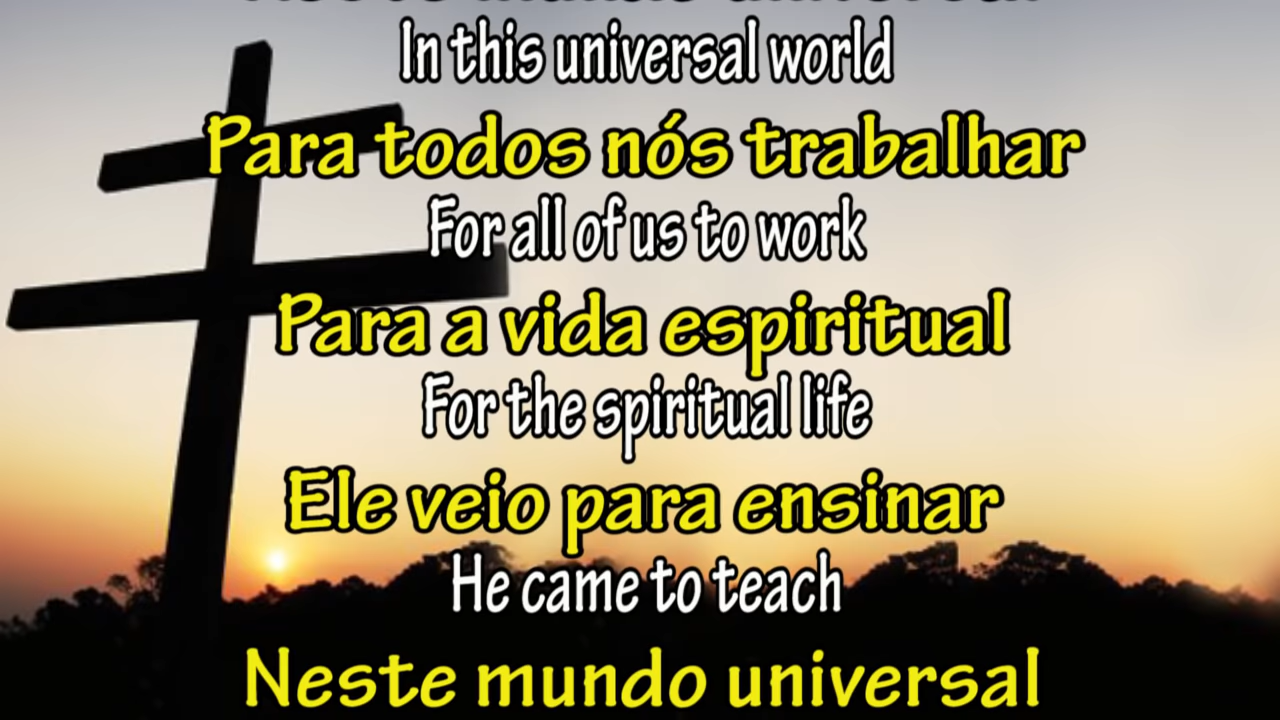 In this universal world
Para todos nós trabalhar
For all of us to work
Para a vida espiritual
For the spiritual life
Ele veio para ensinar
He came to teach
Neste mundo universal